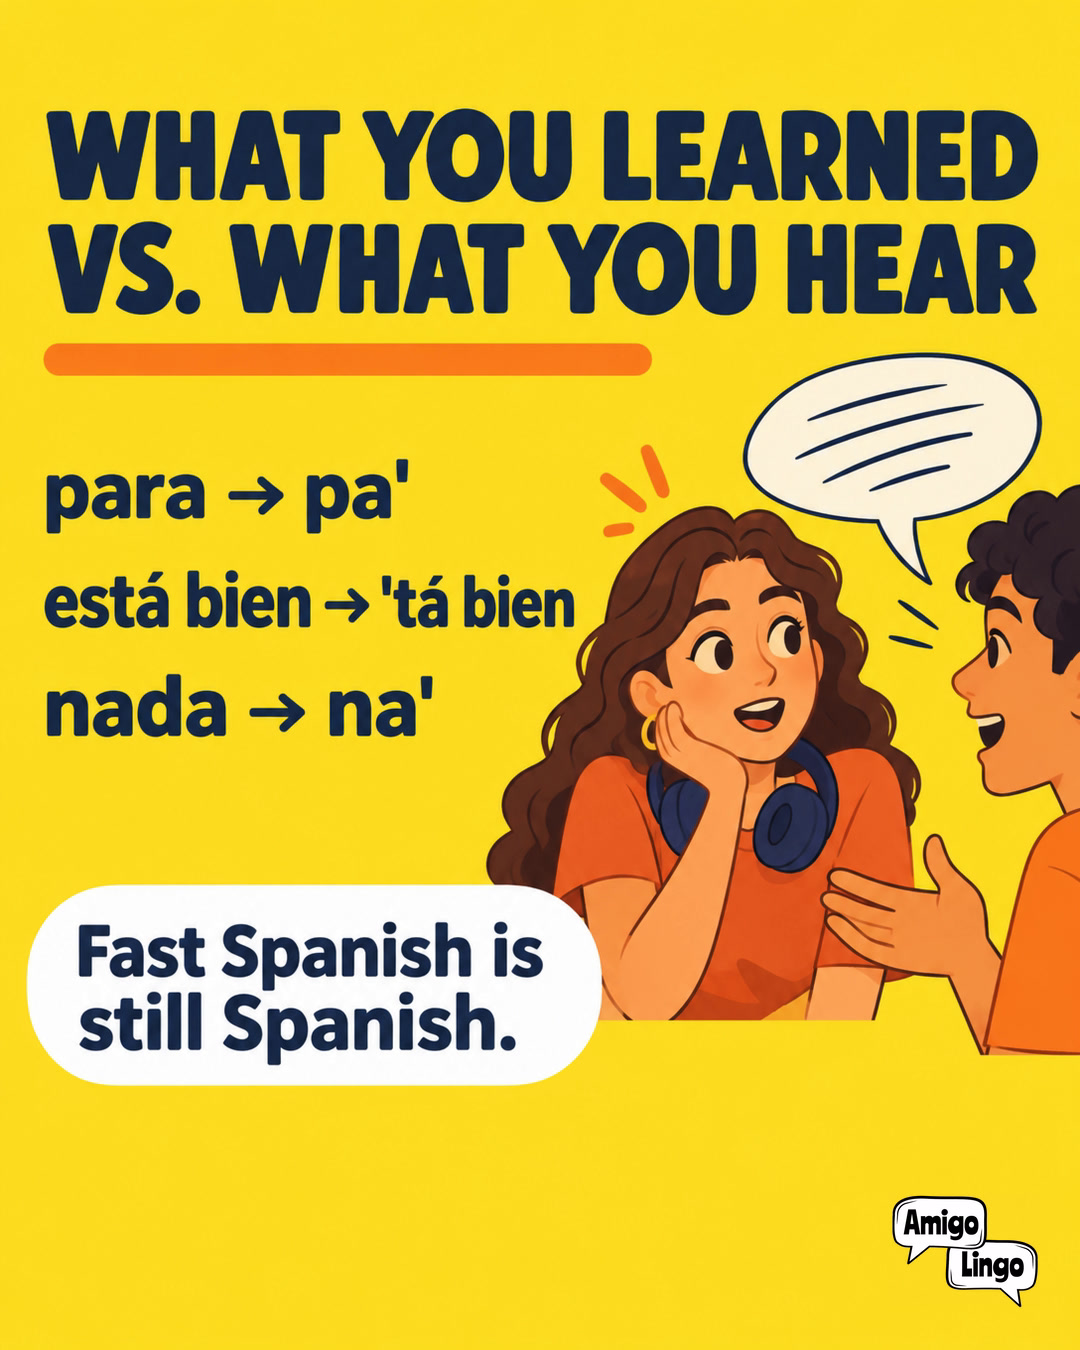 WHAT YOU LEARNED
VS. WHAT YOU HEAR
para → pa'
está bien → 'tá bien
nada → na'
Fast Spanish is
still Spanish.
Amigo
Lingo